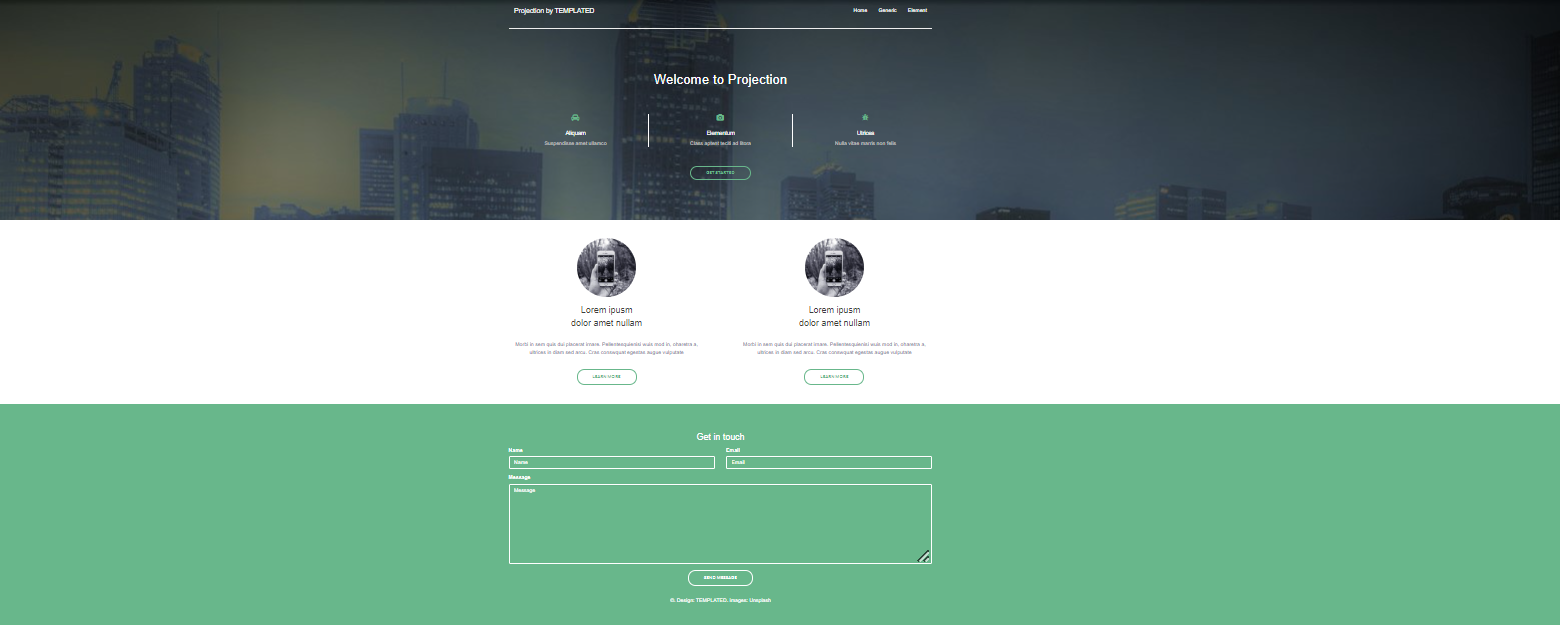 Projection by TEMPLATED
Home Generic Element
Welcome to Projection
Aliquam Elementum Ultrices
Suspendisse amet ullamco Class aptent taciti ad litora Nulla vitae mauris non felis
GET STARTED
Lorem ipusm Lorem ipusm
dolor amet nullam dolor amet nullam
Morbi in sem quis dui placerat ornare. Pellentesquenisi euis mod in, pharetra a, Morbi in sem quis dui placerat ornare. Pellentesquenisi euis mod in, pharetra a,
ultricies in diam sed arcu. Cras consequat egestas augue vulputate ultricies in diam sed arcu. Cras consequat egestas augue vulputate
LEARN MORE LEARN MORE
Get in touch
Name Email
Name Email
Message
Message
SEND MESSAGE
©. Design: TEMPLATED. Images: Unsplash